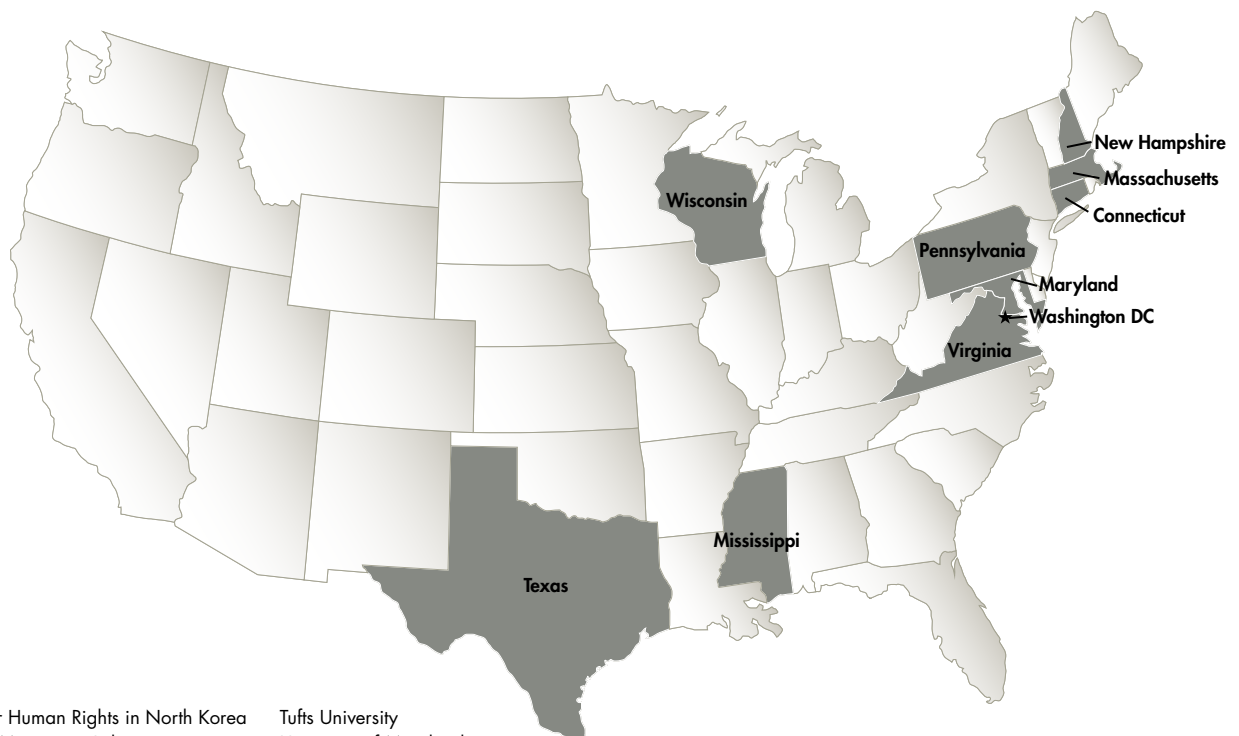 New Hampshire
Massachusetts
Wisconsin
Connecticut
Pennsylvania
Maryland
Washington DC
Virginia
Mississippi
Texas
Human Rights in North Korea
Tufts University